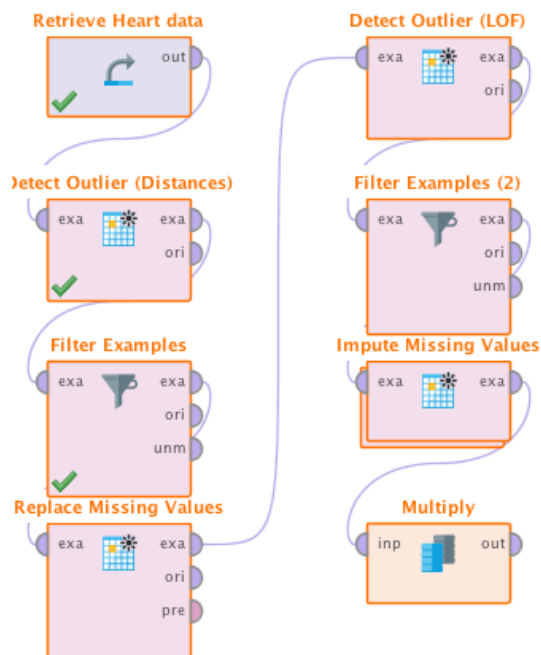 Retrieve Heart data
out
Detect Outlier (Distances)
exa exa
ori
Filter Examples
exa exa
ori
unm
Replace Missing Values
exa exa
ori
pre
Detect Outlier (LOF)
exa exa
ori
Filter Examples (2)
exa exa
ori
unm
Impute Missing Values
exa exa
Multiply
inp out